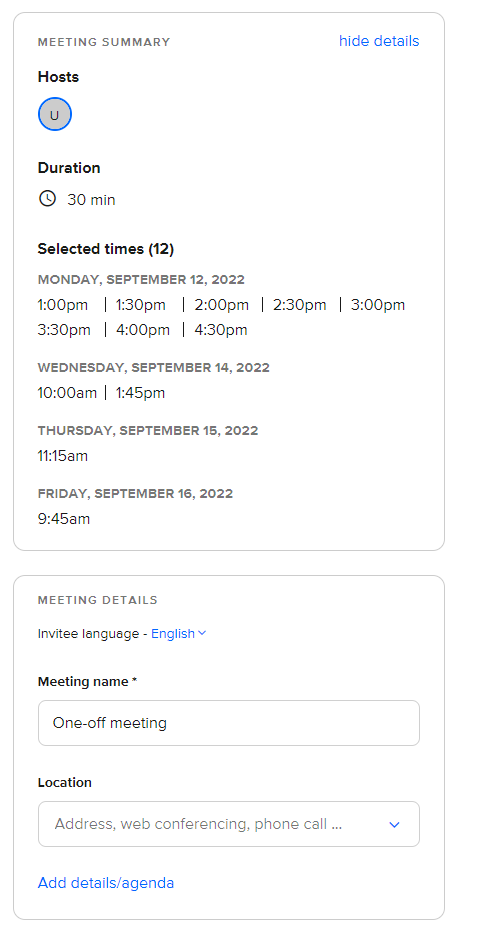 MEETING SUMMARY hide details
Hosts
U
Duration
30 min
Selected times (12)
MONDAY, SEPTEMBER 12, 2022
1:00pm | 1:30pm | 2:00pm | 2:30pm | 3:00pm
3:30pm | 4:00pm | 4:30pm
WEDNESDAY, SEPTEMBER 14, 2022
10:00am | 1:45pm
THURSDAY, SEPTEMBER 15, 2022
11:15am
FRIDAY, SEPTEMBER 16, 2022
9:45am
MEETING DETAILS
Invitee language - English
Meeting name *
One-off meeting
Location
Address, web conferencing, phone call ...
Add details/agenda